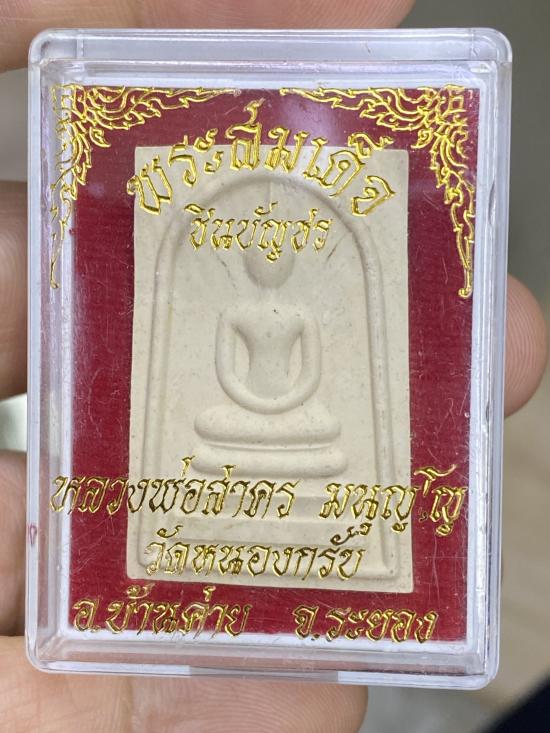 พระสมเด็จ
ชินบัญชร
หลวงพ่อสาคร มนุญฺโญ
วัดหนองกรับ
อ.บ้านค่าย จ.ระยอง